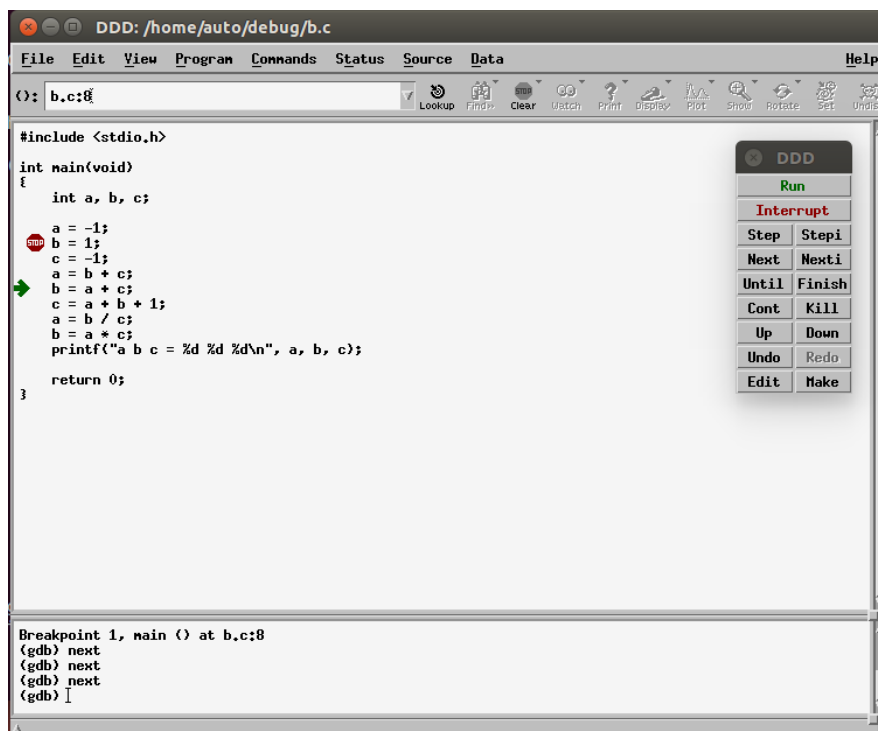 DDD: /home/auto/debug/b.c
File Edit View Program Commands Status Source Data Help
(): b.c:8
Lookup Find» Clear Watch Print Display Plot Show Rotate Set Undis
#include <stdio.h>
int main(void)
{
int a, b, c;
a = -1;
STOP b = 1;
c = -1;
a = b + c;
b = a + c;
c = a + b + 1;
a = b / c;
b = a * c;
printf("a b c = %d %d %d\n", a, b, c);
return 0;
}
DDD
Run
Interrupt
Step Stepi
Next Nexti
Until Finish
Cont Kill
Up Down
Undo Redo
Edit Make
Breakpoint 1, main () at b.c:8
(gdb) next
(gdb) next
(gdb) next
(gdb)